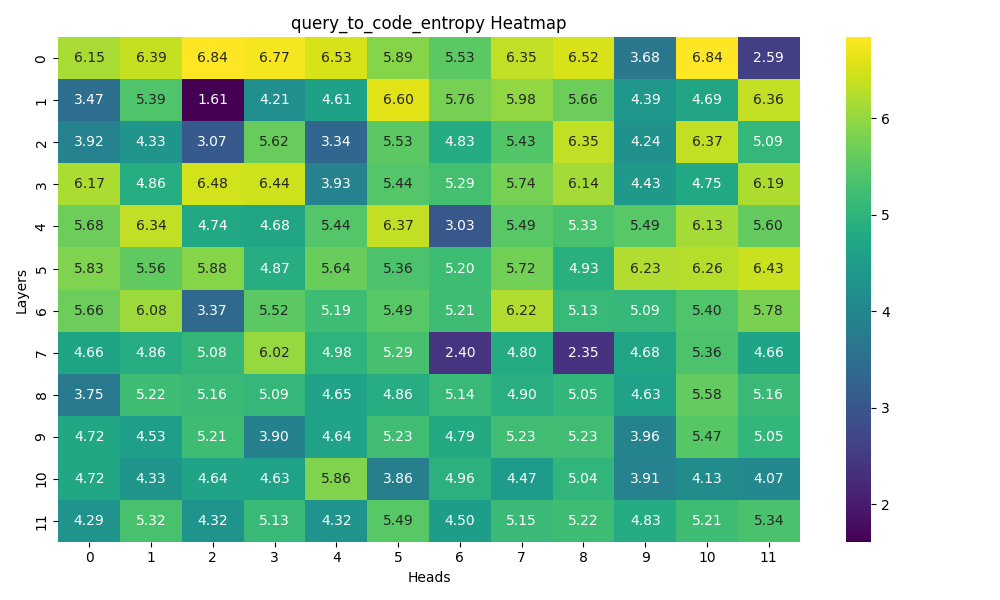 query_to_code_entropy Heatmap
0 6.15 6.39 6.84 6.77 6.53 5.89 5.53 6.35 6.52 3.68 6.84 2.59
1 3.47 5.39 1.61 4.21 4.61 6.60 5.76 5.98 5.66 4.39 4.69 6.36
2 3.92 4.33 3.07 5.62 3.34 5.53 4.83 5.43 6.35 4.24 6.37 5.09
3 6.17 4.86 6.48 6.44 3.93 5.44 5.29 5.74 6.14 4.43 4.75 6.19
4 5.68 6.34 4.74 4.68 5.44 6.37 3.03 5.49 5.33 5.49 6.13 5.60
5 5.83 5.56 5.88 4.87 5.64 5.36 5.20 5.72 4.93 6.23 6.26 6.43
6 5.66 6.08 3.37 5.52 5.19 5.49 5.21 6.22 5.13 5.09 5.40 5.78
7 4.66 4.86 5.08 6.02 4.98 5.29 2.40 4.80 2.35 4.68 5.36 4.66
8 3.75 5.22 5.16 5.09 4.65 4.86 5.14 4.90 5.05 4.63 5.58 5.16
9 4.72 4.53 5.21 3.90 4.64 5.23 4.79 5.23 5.23 3.96 5.47 5.05
10 4.72 4.33 4.64 4.63 5.86 3.86 4.96 4.47 5.04 3.91 4.13 4.07
11 4.29 5.32 4.32 5.13 4.32 5.49 4.50 5.15 5.22 4.83 5.21 5.34
0 1 2 3 4 5 6 7 8 9 10 11
Heads
Layers
6
5
4
3
2